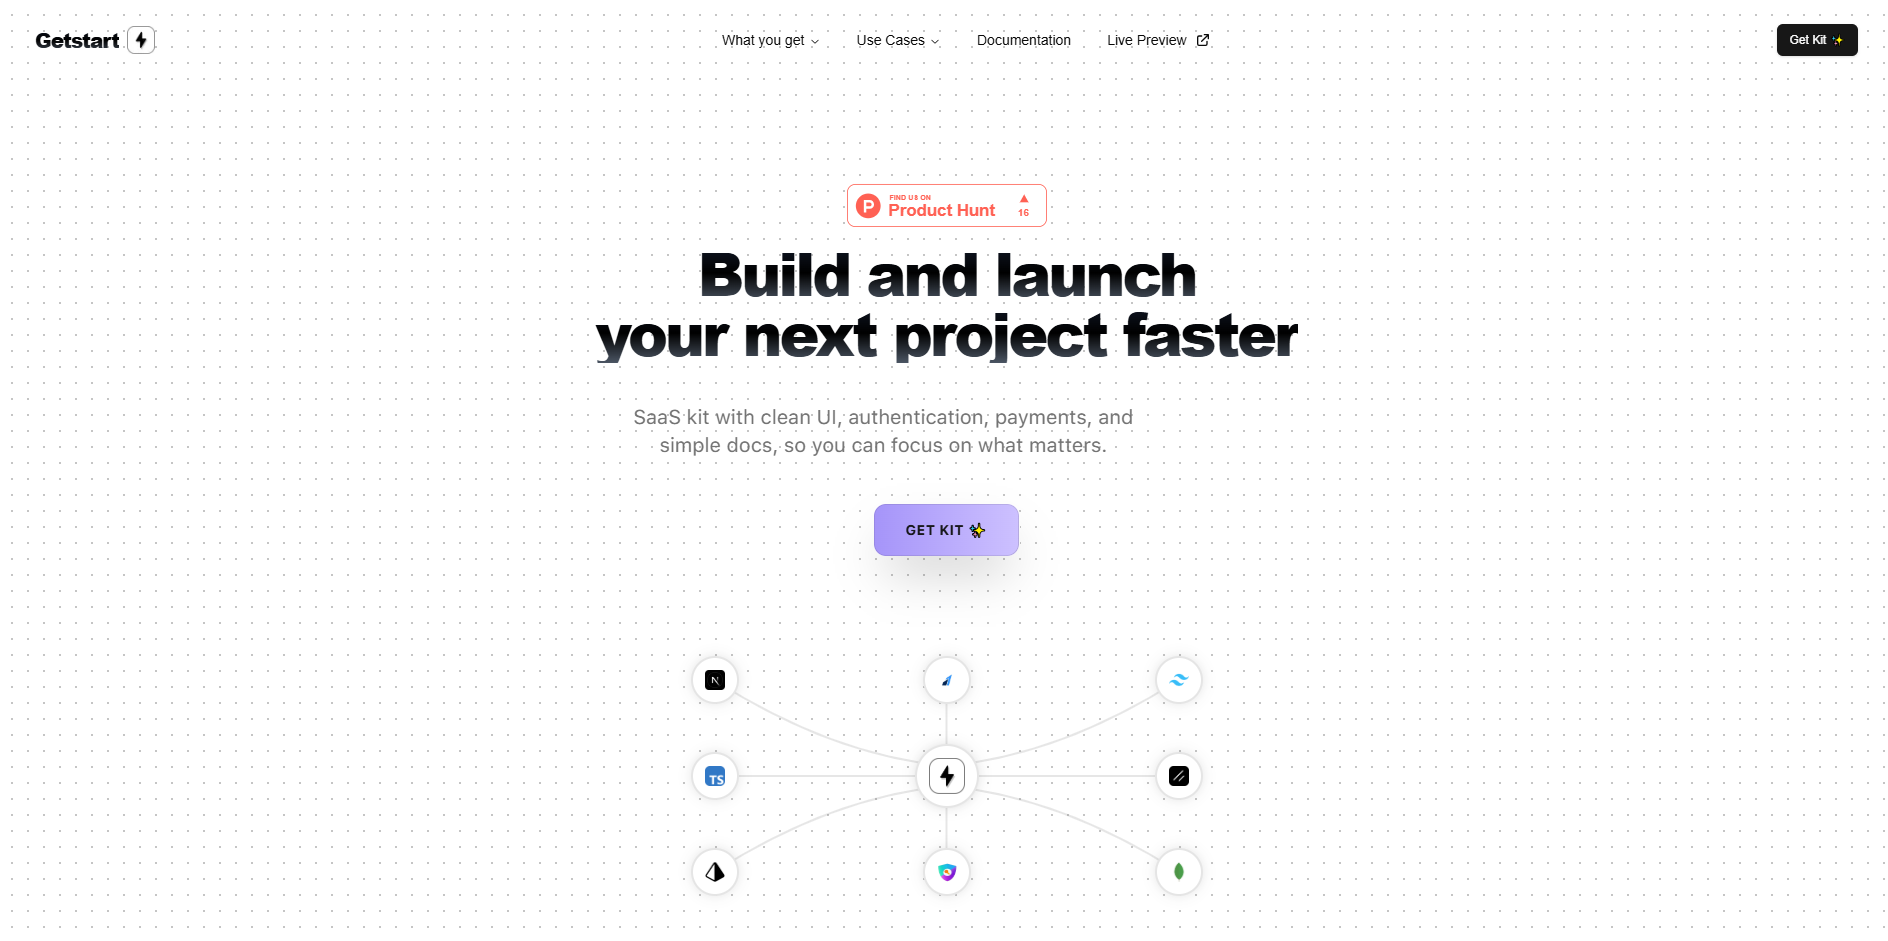 Getstart
What you get
Use Cases
Documentation
Live Preview
Get Kit
FIND US ON
Product Hunt
16
Build and launch
your next project faster
SaaS kit with clean UI, authentication, payments, and
simple docs, so you can focus on what matters.
GET KIT
N
TS